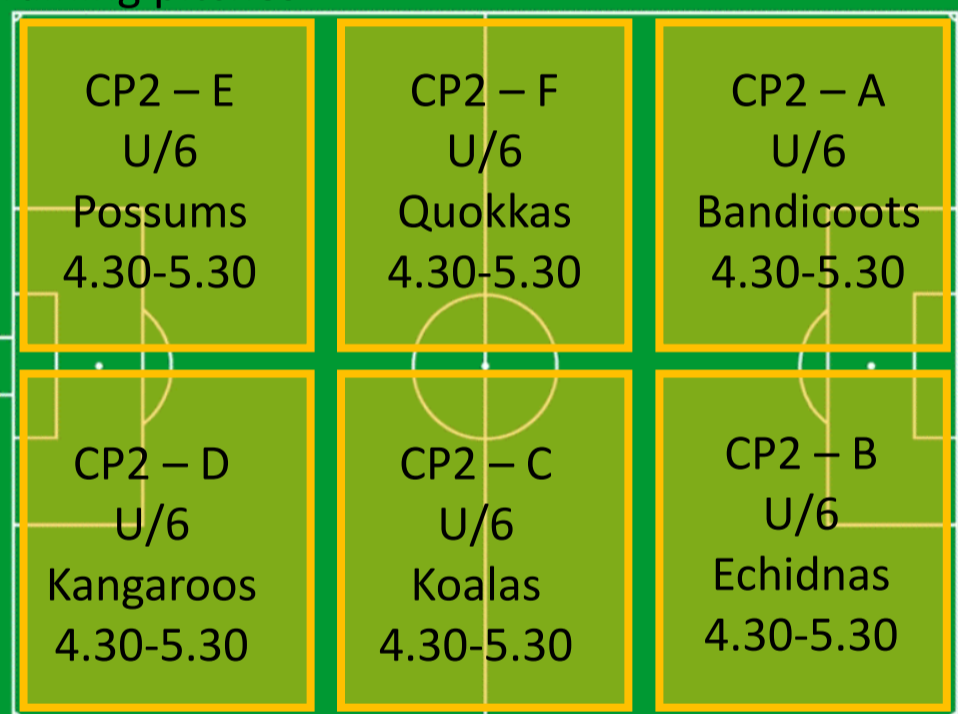 CP2 – E
U/6
Possums
4.30-5.30
CP2 – F
U/6
Quokkas
4.30-5.30
CP2 – A
U/6
Bandicoots
4.30-5.30
CP2 – D
U/6
Kangaroos
4.30-5.30
CP2 – C
U/6
Koalas
4.30-5.30
CP2 – B
U/6
Echidnas
4.30-5.30